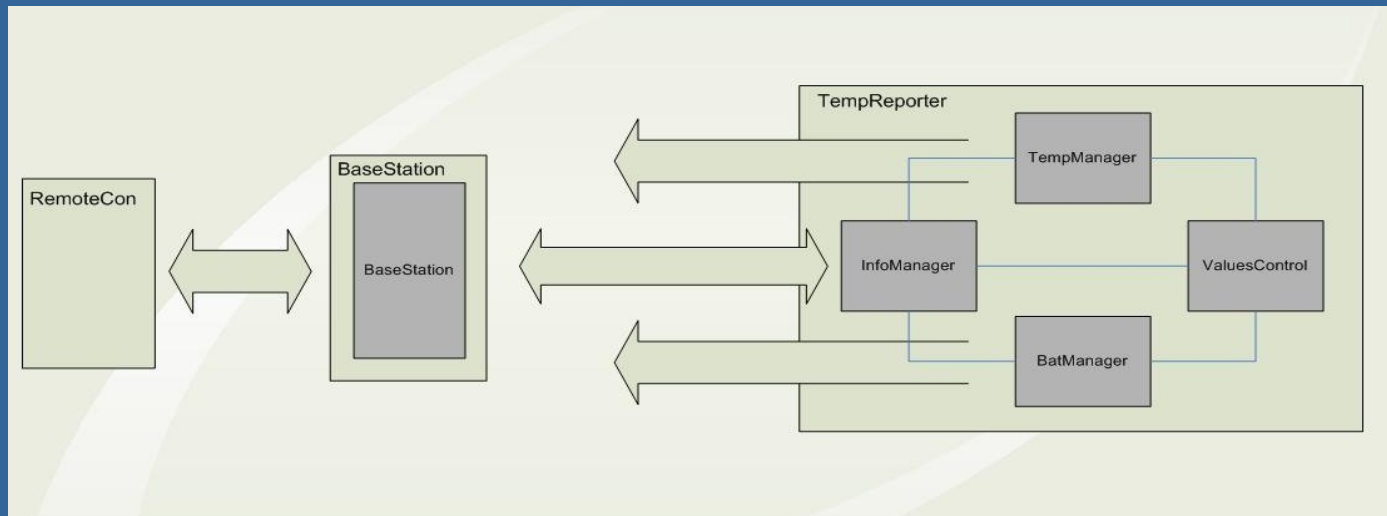 RemoteCon
BaseStation
BaseStation
TempReporter
TempManager
InfoManager
ValuesControl
BatManager